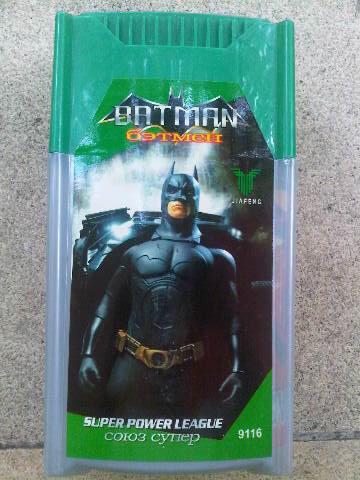 BATMAN
бэтмен
JIAFENG
SUPER POWER LEAGUE
союз супер
9116